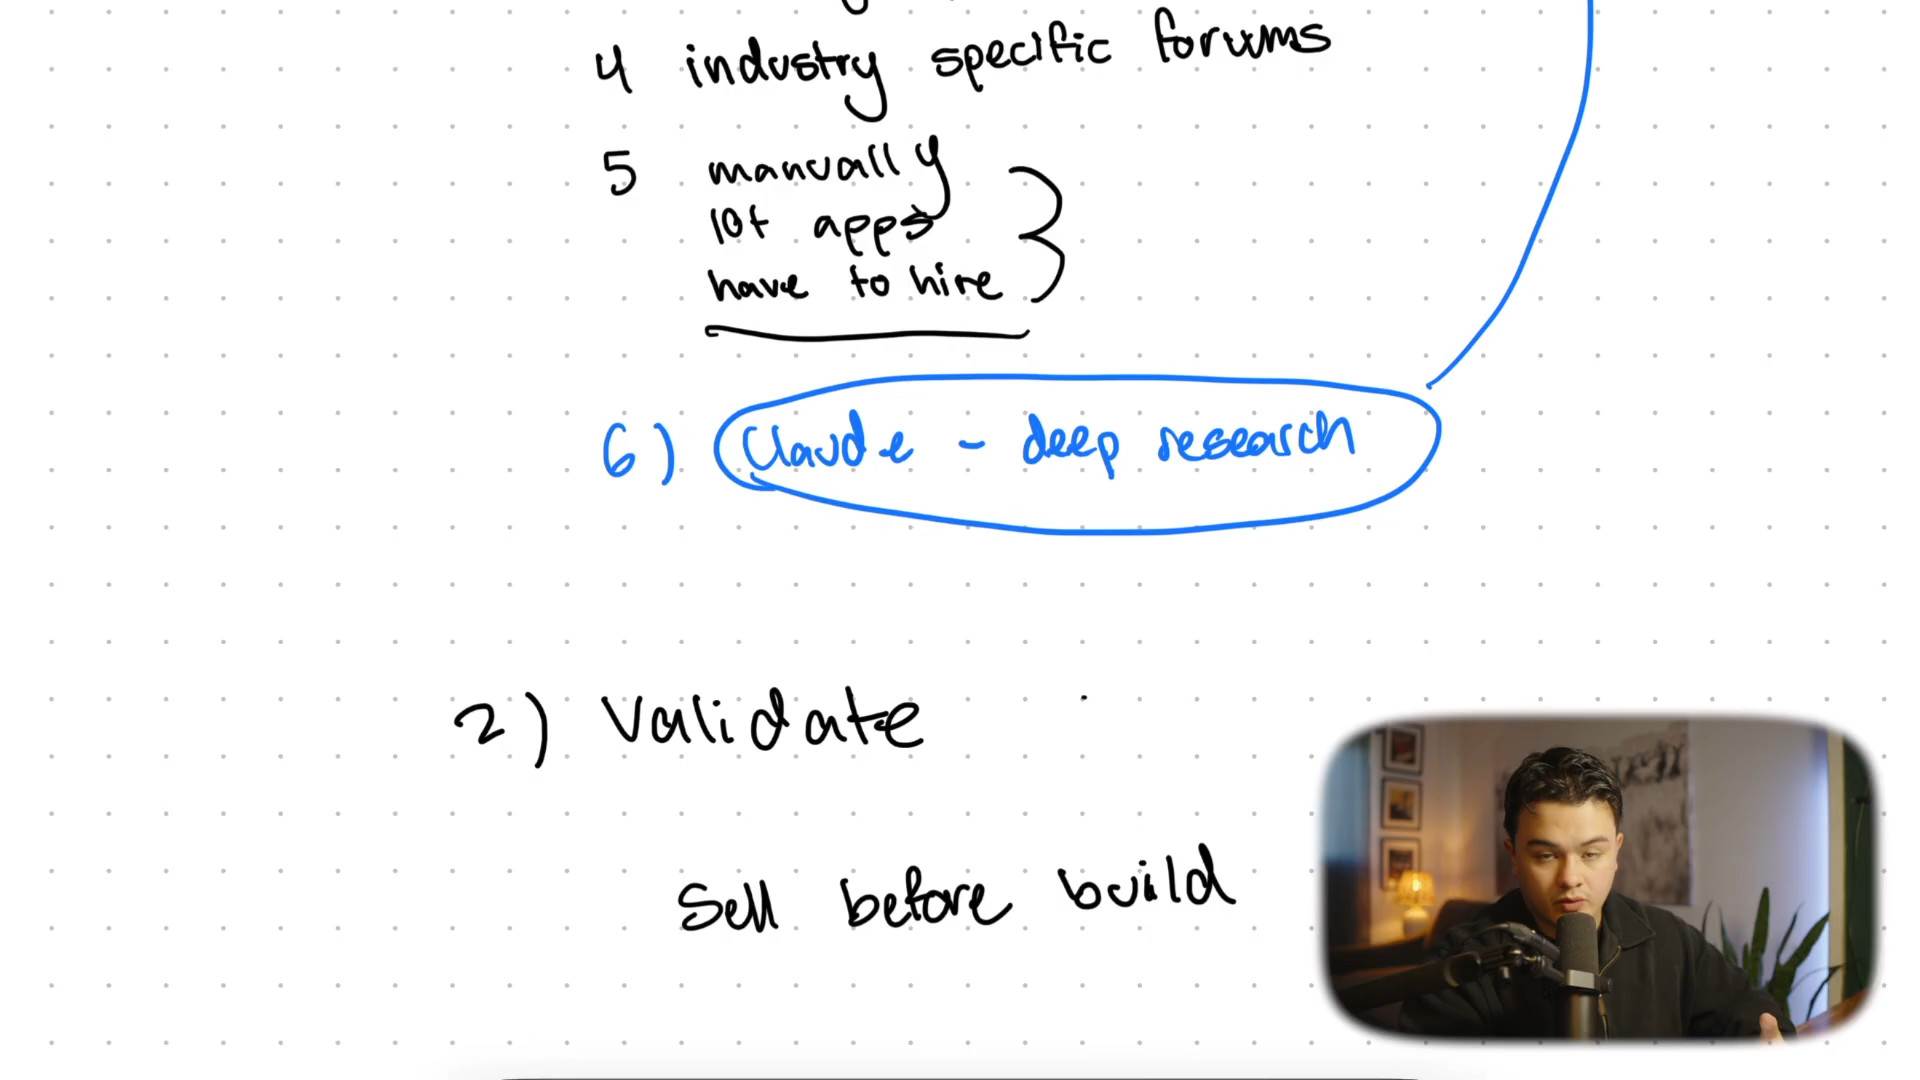 4 industry specific forums
5 manually
10+ apps
have to hire
6) Claude - deep research
2) Validate
Sell before build